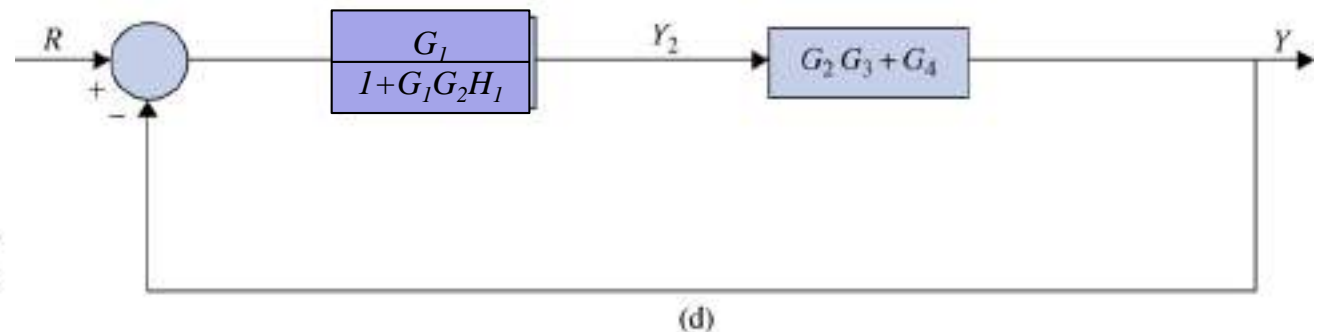 R
+
−
G₁
1+G₁G₂H₁
Y₂
G₂G₃+G₄
Y
(d)